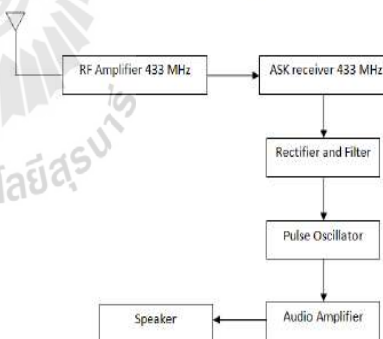 RF Amplifier 433 MHz
ASK receiver 433 MHz
Rectifier and Filter
Pulse Oscillator
Audio Amplifier
Speaker